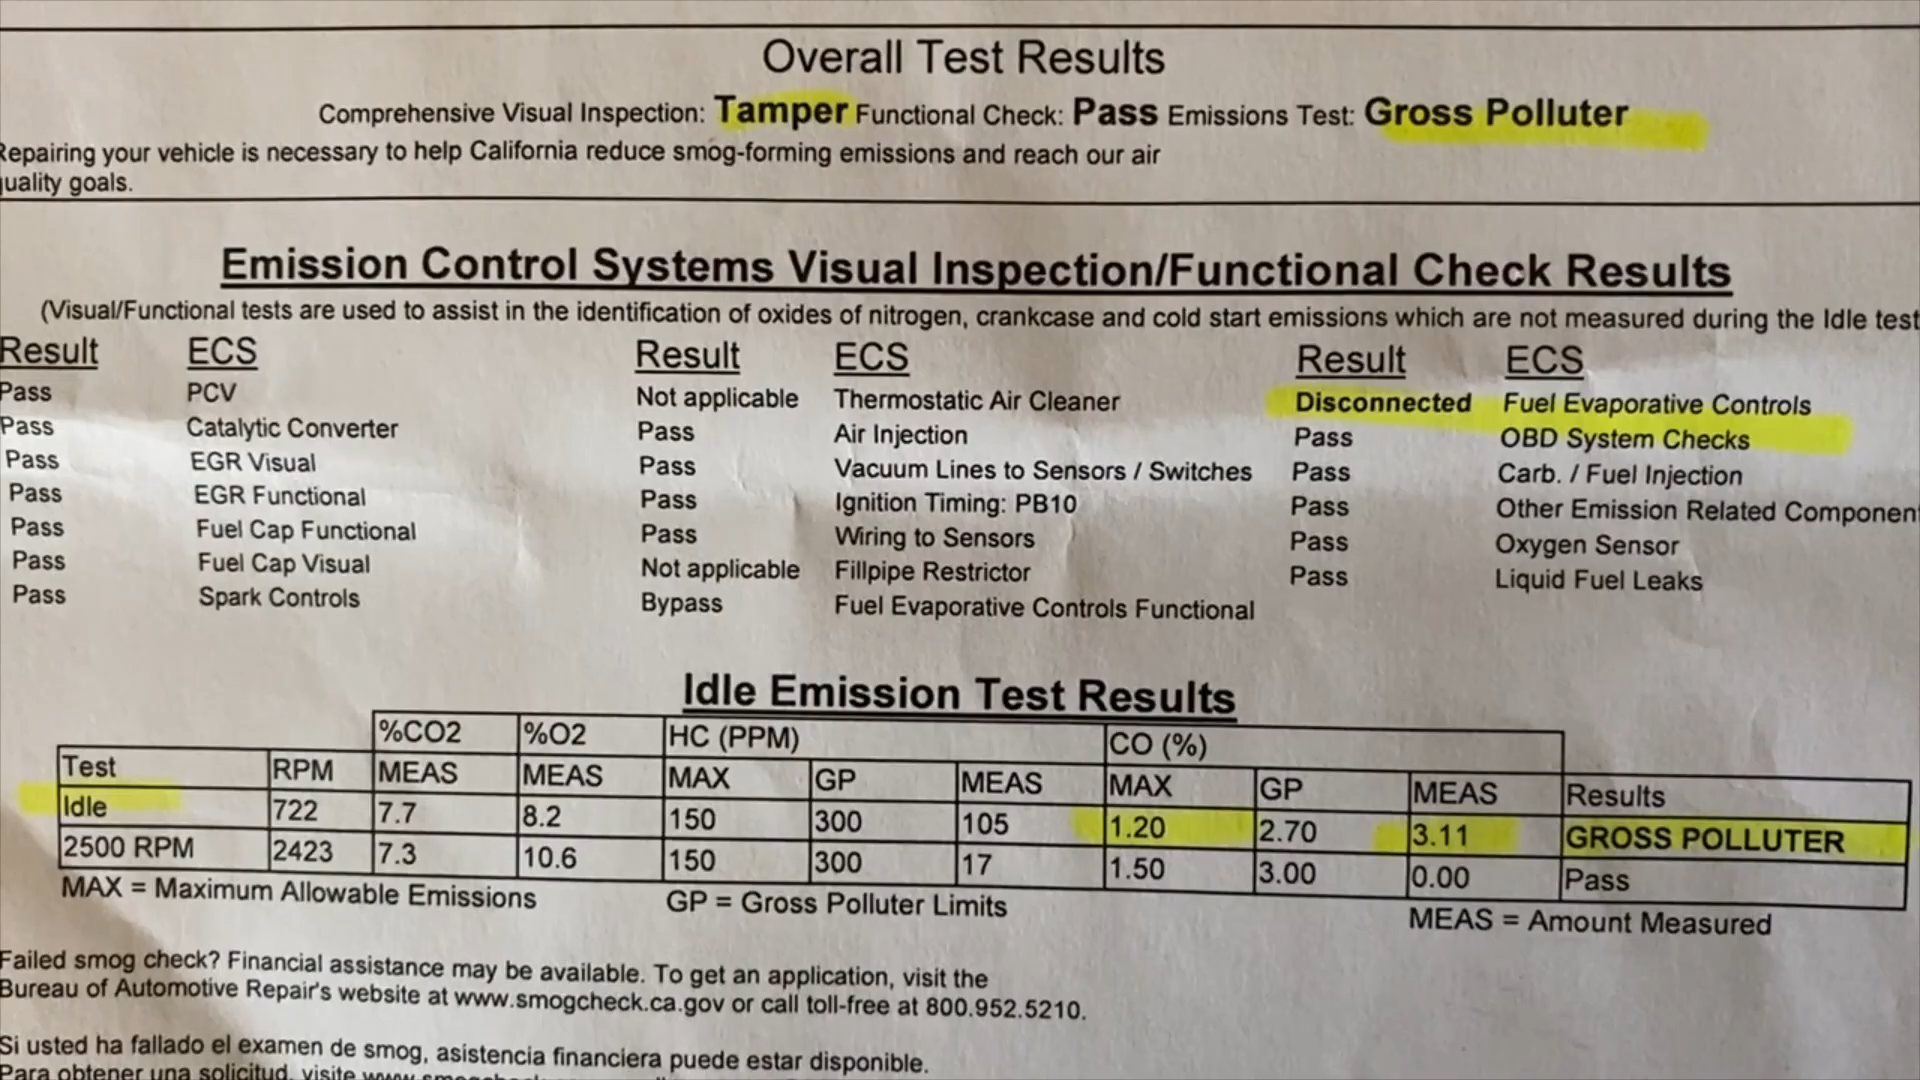 Overall Test Results
Comprehensive Visual Inspection: Tamper Functional Check: Pass Emissions Test: Gross Polluter
Repairing your vehicle is necessary to help California reduce smog-forming emissions and reach our air
quality goals.
Emission Control Systems Visual Inspection/Functional Check Results
(Visual/Functional tests are used to assist in the identification of oxides of nitrogen, crankcase and cold start emissions which are not measured during the Idle test
Result ECS Result ECS Result ECS
Pass PCV Not applicable Thermostatic Air Cleaner Disconnected Fuel Evaporative Controls
Pass Catalytic Converter Pass Air Injection Pass OBD System Checks
Pass EGR Visual Pass Vacuum Lines to Sensors / Switches Pass Carb. / Fuel Injection
Pass EGR Functional Pass Ignition Timing: PB10 Pass Other Emission Related Component
Pass Fuel Cap Functional Pass Wiring to Sensors Pass Oxygen Sensor
Pass Fuel Cap Visual Not applicable Fillpipe Restrictor Pass Liquid Fuel Leaks
Pass Spark Controls Bypass Fuel Evaporative Controls Functional
Idle Emission Test Results
%CO2 %O2 HC (PPM) CO (%)
Test RPM MEAS MEAS MAX GP MEAS MAX GP MEAS Results
Idle 722 7.7 8.2 150 300 105 1.20 2.70 3.11 GROSS POLLUTER
2500 RPM 2423 7.3 10.6 150 300 17 1.50 3.00 0.00 Pass
MAX = Maximum Allowable Emissions GP = Gross Polluter Limits MEAS = Amount Measured
Failed smog check? Financial assistance may be available. To get an application, visit the
Bureau of Automotive Repair's website at www.smogcheck.ca.gov or call toll-free at 800.952.5210.
Si usted ha fallado el examen de smog, asistencia financiera puede estar disponible.
Para obtener una solicitud, visite